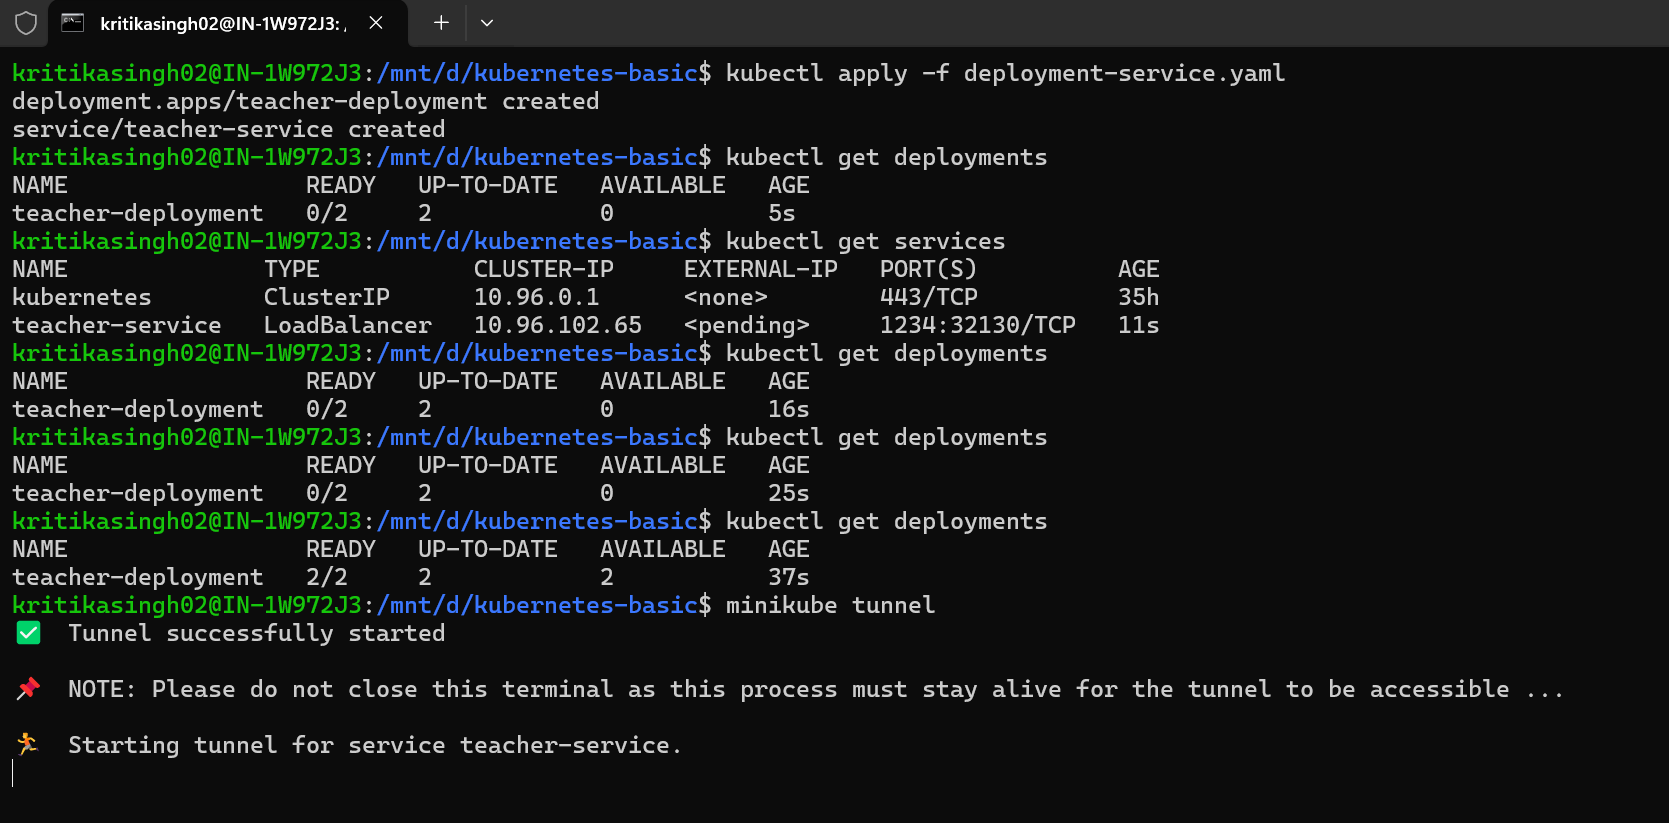 kritikasingh02@IN-1W972J3: /
kritikasingh02@IN-1W972J3:/mnt/d/kubernetes-basic$ kubectl apply -f deployment-service.yaml
deployment.apps/teacher-deployment created
service/teacher-service created
kritikasingh02@IN-1W972J3:/mnt/d/kubernetes-basic$ kubectl get deployments
NAME                 READY   UP-TO-DATE   AVAILABLE   AGE
teacher-deployment   0/2     2            0           5s
kritikasingh02@IN-1W972J3:/mnt/d/kubernetes-basic$ kubectl get services
NAME              TYPE           CLUSTER-IP     EXTERNAL-IP   PORT(S)          AGE
kubernetes        ClusterIP      10.96.0.1      <none>        443/TCP          35h
teacher-service   LoadBalancer   10.96.102.65   <pending>     1234:32130/TCP   11s
kritikasingh02@IN-1W972J3:/mnt/d/kubernetes-basic$ kubectl get deployments
NAME                 READY   UP-TO-DATE   AVAILABLE   AGE
teacher-deployment   0/2     2            0           16s
kritikasingh02@IN-1W972J3:/mnt/d/kubernetes-basic$ kubectl get deployments
NAME                 READY   UP-TO-DATE   AVAILABLE   AGE
teacher-deployment   0/2     2            0           25s
kritikasingh02@IN-1W972J3:/mnt/d/kubernetes-basic$ kubectl get deployments
NAME                 READY   UP-TO-DATE   AVAILABLE   AGE
teacher-deployment   2/2     2            2           37s
kritikasingh02@IN-1W972J3:/mnt/d/kubernetes-basic$ minikube tunnel
✅  Tunnel successfully started
📌  NOTE: Please do not close this terminal as this process must stay alive for the tunnel to be accessible ...
🏃  Starting tunnel for service teacher-service.